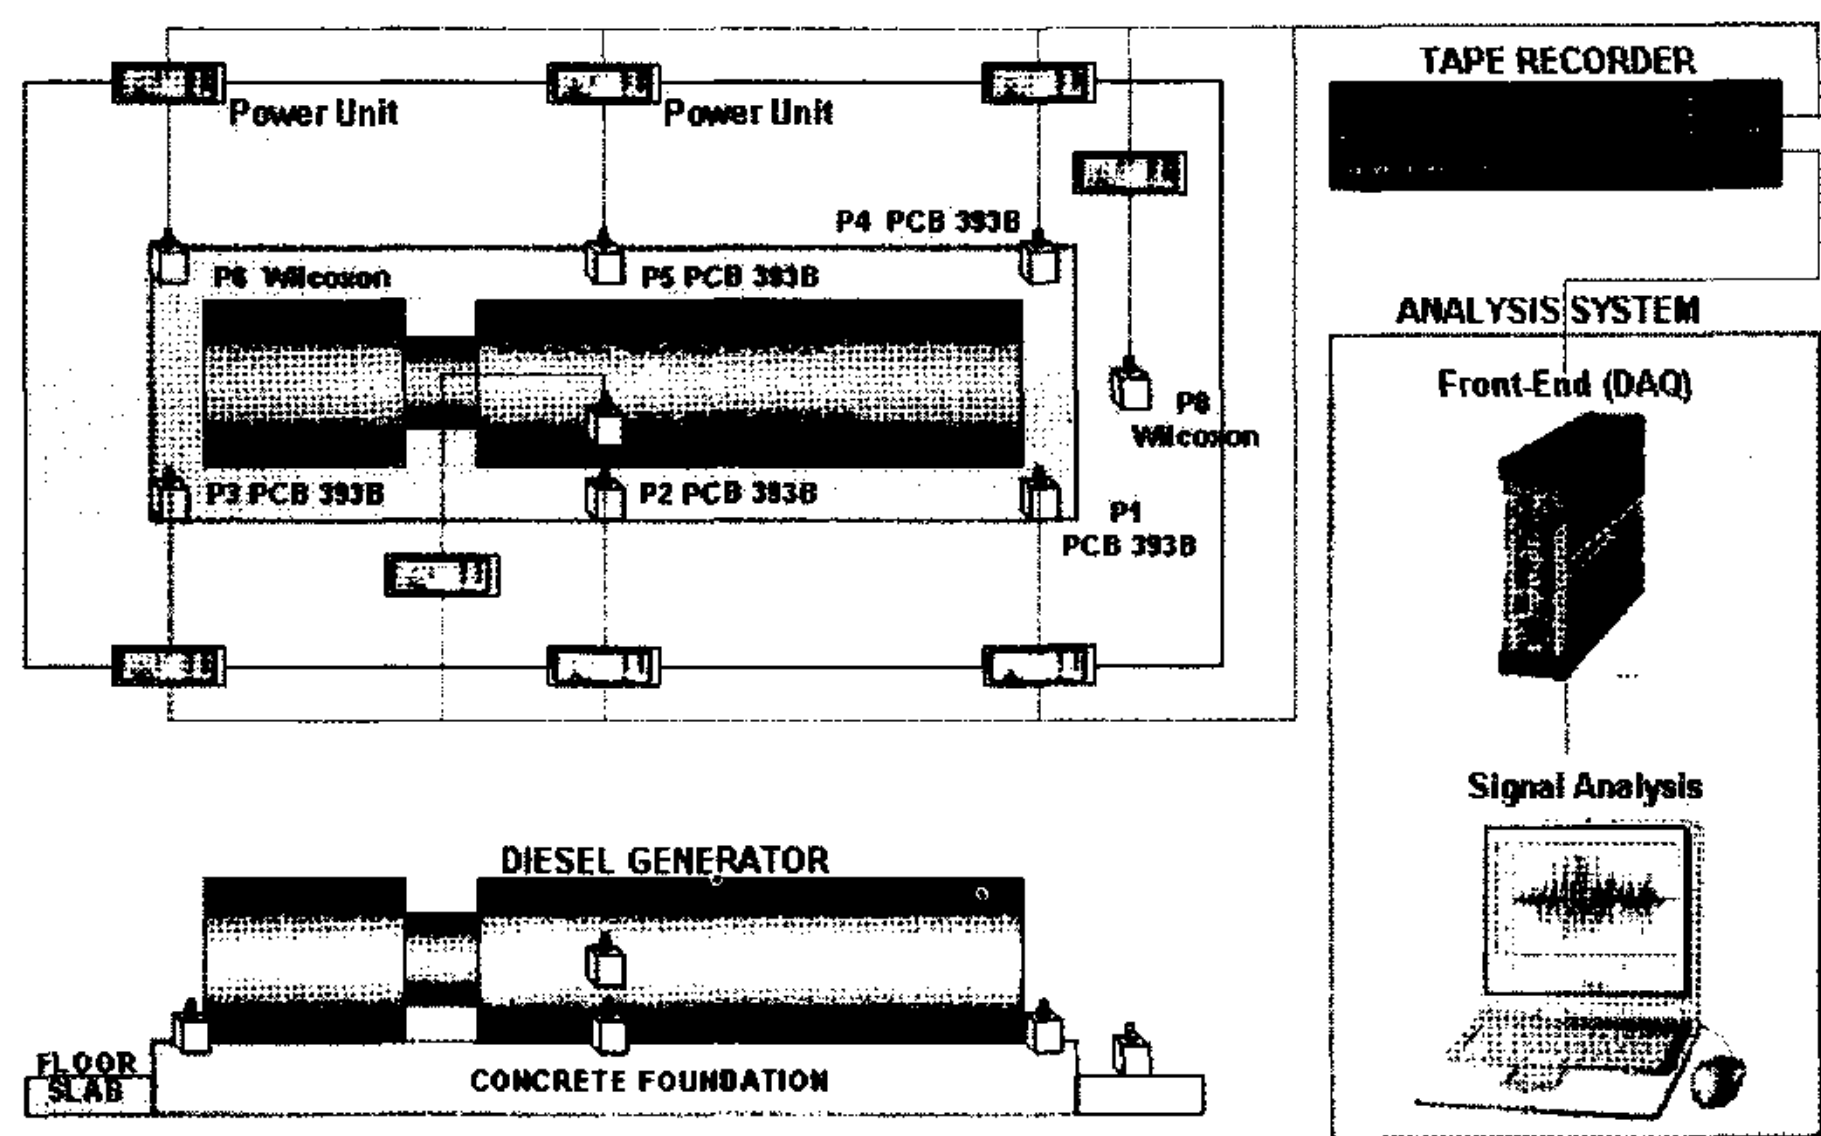 TAPE RECORDER
Power Unit
Power Unit
P4 PCB 393B
P6 Wilcoxon
P5 PCB 393B
ANALYSIS SYSTEM
Front-End (DAQ)
P8
Wilcoxon
P3 PCB 393B
P2 PCB 393B
P1
PCB 393B
Signal Analysis
DIESEL GENERATOR
FLOOR
SLAB
CONCRETE FOUNDATION